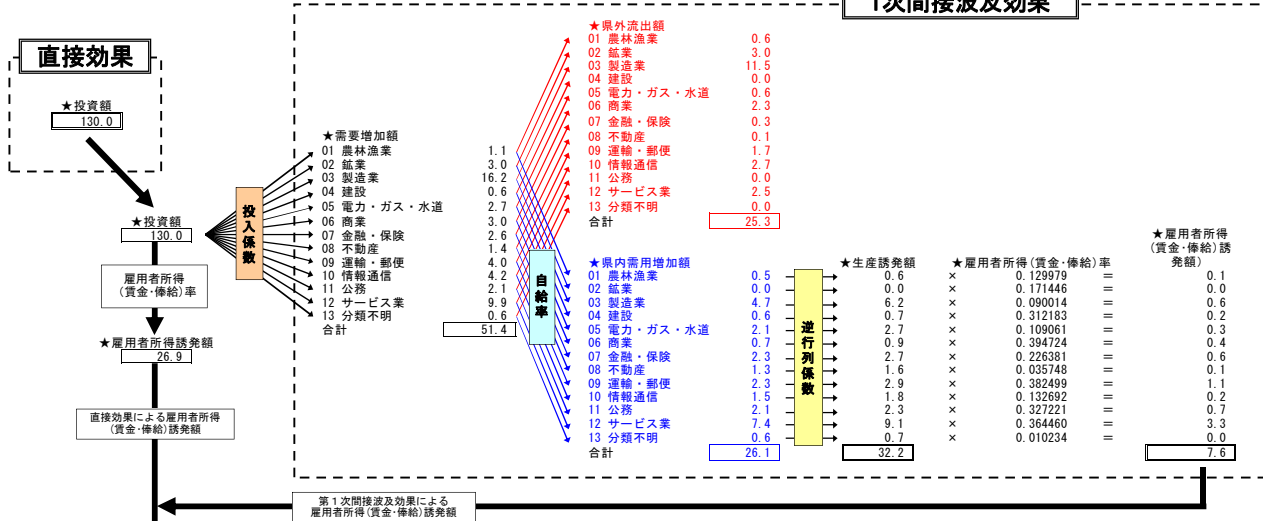 1次間接波及効果
直接効果
★投資額
130.0
★投資額
130.0
雇用者所得
(賃金・俸給)率
★雇用者所得誘発額
26.9
直接効果による雇用者所得
(賃金・俸給)誘発額
投入係数
★需要増加額
01 農林漁業 1.1
02 鉱業 3.0
03 製造業 16.2
04 建設 0.6
05 電力・ガス・水道 2.7
06 商業 3.0
07 金融・保険 2.6
08 不動産 1.4
09 運輸・郵便 4.0
10 情報通信 4.2
11 公務 2.1
12 サービス業 9.9
13 分類不明 0.6
合計 51.4
自給率
★県外流出額
01 農林漁業 0.6
02 鉱業 3.0
03 製造業 11.5
04 建設 0.0
05 電力・ガス・水道 0.6
06 商業 2.3
07 金融・保険 0.3
08 不動産 0.1
09 運輸・郵便 1.7
10 情報通信 2.7
11 公務 0.0
12 サービス業 2.5
13 分類不明 0.0
合計 25.3
★県内需用増加額
01 農林漁業 0.5
02 鉱業 0.0
03 製造業 4.7
04 建設 0.6
05 電力・ガス・水道 2.1
06 商業 0.7
07 金融・保険 2.3
08 不動産 1.3
09 運輸・郵便 2.3
10 情報通信 1.5
11 公務 2.1
12 サービス業 7.4
13 分類不明 0.6
合計 26.1
逆行列係数
★生産誘発額 ★雇用者所得(賃金・俸給)率
★雇用者所得
(賃金・俸給)誘
発額)
0.6 × 0.129979 = 0.1
0.0 × 0.171446 = 0.0
6.2 × 0.090014 = 0.6
0.7 × 0.312183 = 0.2
2.7 × 0.109061 = 0.3
0.9 × 0.394724 = 0.4
2.7 × 0.226381 = 0.6
1.6 × 0.035748 = 0.1
2.9 × 0.382499 = 1.1
1.8 × 0.132692 = 0.2
2.3 × 0.327221 = 0.7
9.1 × 0.364460 = 3.3
0.7 × 0.010234 = 0.0
32.2 7.6
第1次間接波及効果による
雇用者所得(賃金・俸給)誘発額